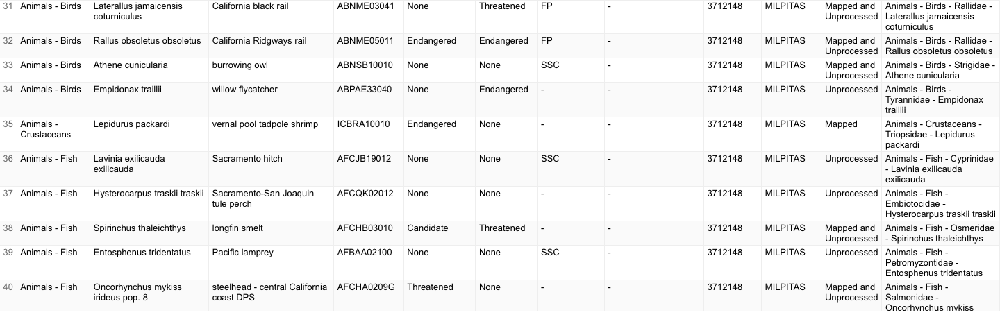 31 Animals - Birds Laterallus jamaicensis California black rail ABNME03041 None Threatened FP - 3712148 MILPITAS Mapped and Animals - Birds - Rallidae -
coturniculus Unprocessed Laterallus jamaicensis
coturniculus
32 Animals - Birds Rallus obsoletus obsoletus California Ridgways rail ABNME05011 Endangered Endangered FP - 3712148 MILPITAS Mapped and Animals - Birds - Rallidae -
Unprocessed Rallus obsoletus obsoletus
33 Animals - Birds Athene cunicularia burrowing owl ABNSB10010 None None SSC - 3712148 MILPITAS Mapped and Animals - Birds - Strigidae -
Unprocessed Athene cunicularia
34 Animals - Birds Empidonax traillii willow flycatcher ABPAE33040 None Endangered - - 3712148 MILPITAS Unprocessed Animals - Birds -
Tyrannidae - Empidonax
traillii
35 Animals - Lepidurus packardi vernal pool tadpole shrimp ICBRA10010 Endangered None - - 3712148 MILPITAS Mapped Animals - Crustaceans -
Crustaceans Triopsidae - Lepidurus
packardi
36 Animals - Fish Lavinia exilicauda Sacramento hitch AFCJB19012 None None SSC - 3712148 MILPITAS Unprocessed Animals - Fish - Cyprinidae
exilicauda - Lavinia exilicauda
exilicauda
37 Animals - Fish Hysterocarpus traskii traskii Sacramento-San Joaquin AFCQK02012 None None - - 3712148 MILPITAS Unprocessed Animals - Fish -
tule perch Embiotocidae -
Hysterocarpus traskii traskii
38 Animals - Fish Spirinchus thaleichthys longfin smelt AFCHB03010 Candidate Threatened - - 3712148 MILPITAS Mapped and Animals - Fish - Osmeridae
Unprocessed - Spirinchus thaleichthys
39 Animals - Fish Entosphenus tridentatus Pacific lamprey AFBAA02100 None None SSC - 3712148 MILPITAS Unprocessed Animals - Fish -
Petromyzontidae -
Entosphenus tridentatus
40 Animals - Fish Oncorhynchus mykiss steelhead - central California AFCHA0209G Threatened None - - 3712148 MILPITAS Mapped and Animals - Fish -
irideus pop. 8 coast DPS Unprocessed Salmonidae -
Oncorhynchus mykiss